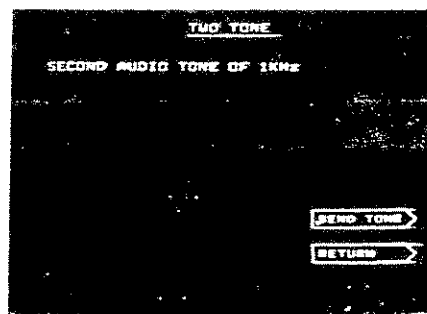 TWO TONE
SECOND AUDIO TONE OF 1KHz
SEND TONE
RETURN